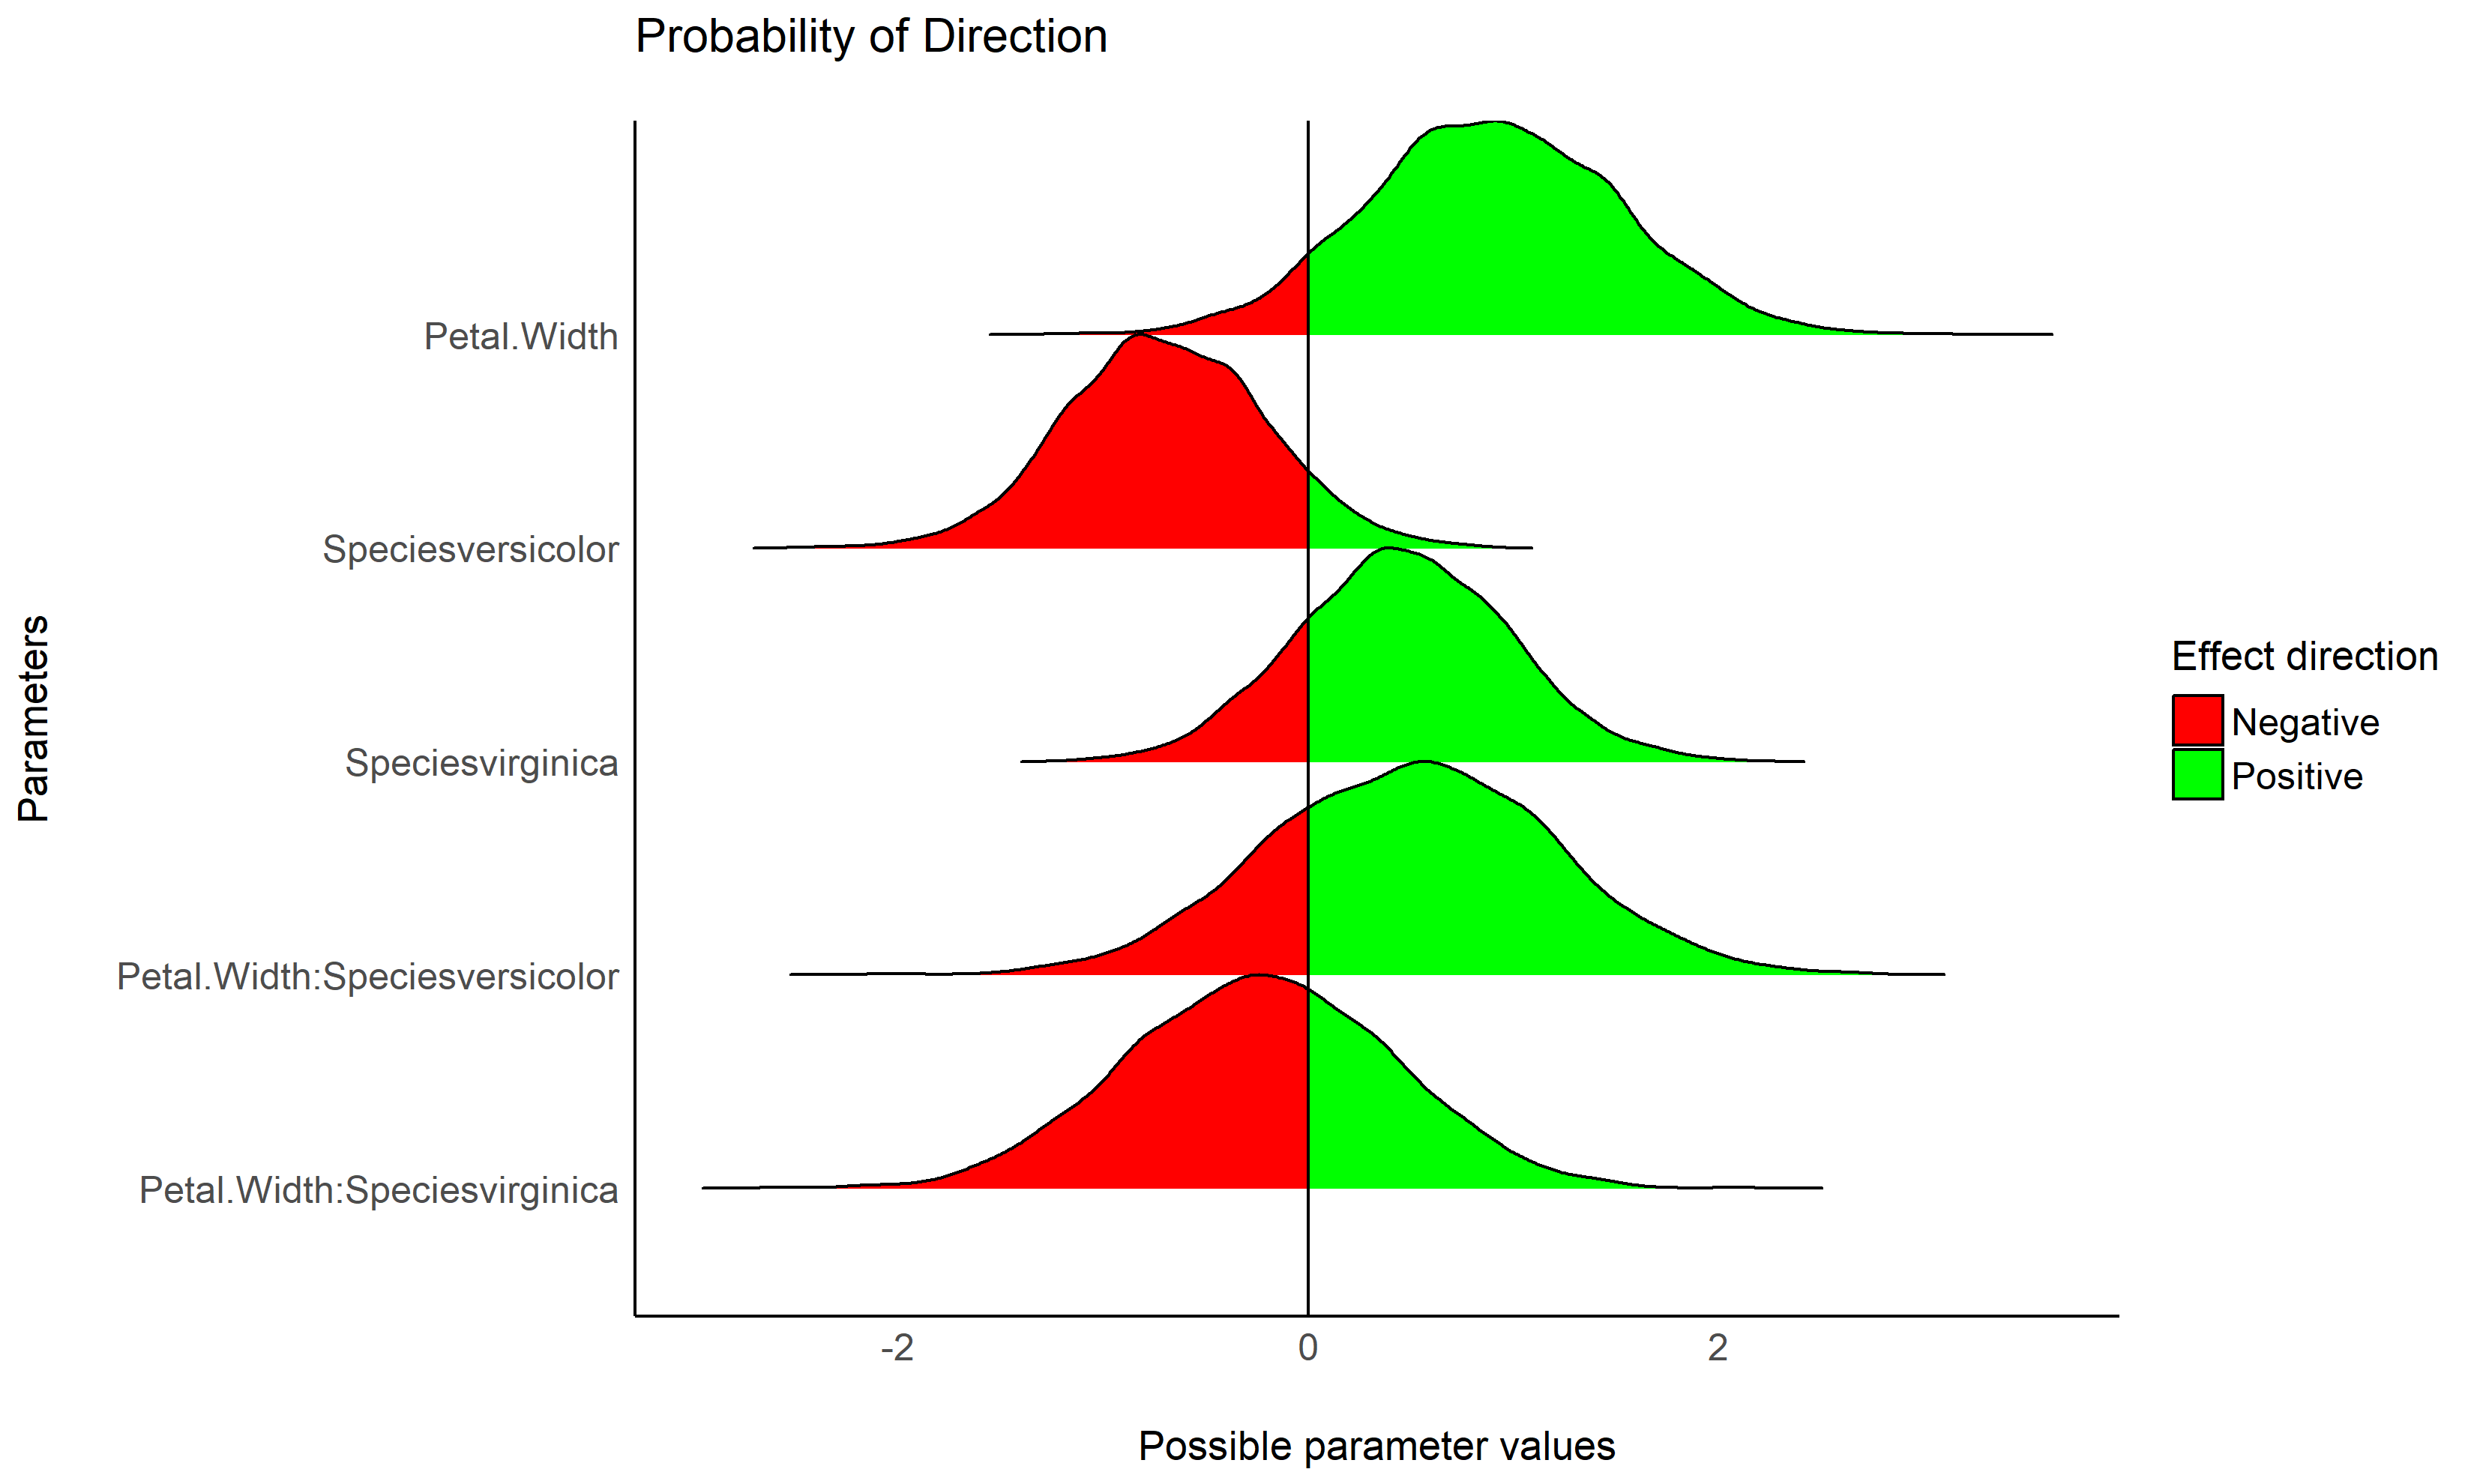 Probability of Direction
Parameters
Petal.Width
Speciesversicolor
Speciesvirginica
Petal.Width:Speciesversicolor
Petal.Width:Speciesvirginica
-2 0 2
Possible parameter values
Effect direction
Negative
Positive